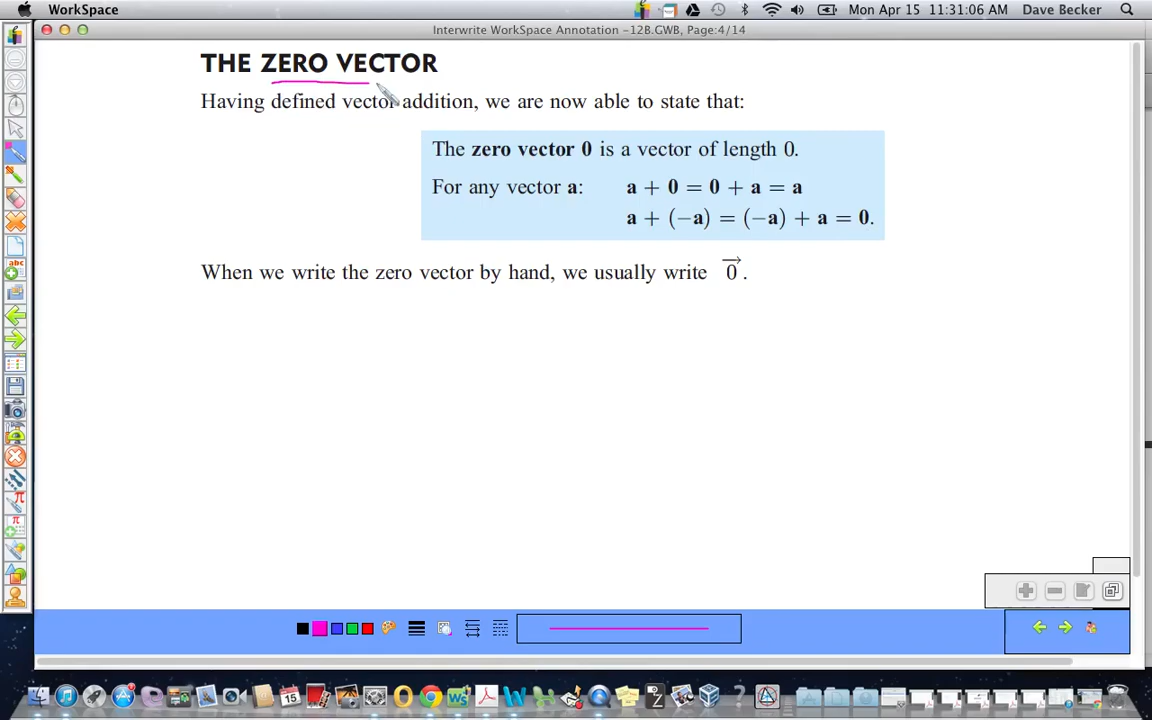 WorkSpace
Mon Apr 15 11:31:06 AM
Dave Becker
Interwrite WorkSpace Annotation -12B.GWB, Page:4/14
THE ZERO VECTOR
Having defined vector addition, we are now able to state that:
The zero vector 0 is a vector of length 0.
For any vector a: a + 0 = 0 + a = a
a + (−a) = (−a) + a = 0.
When we write the zero vector by hand, we usually write $\overrightarrow{0}$.